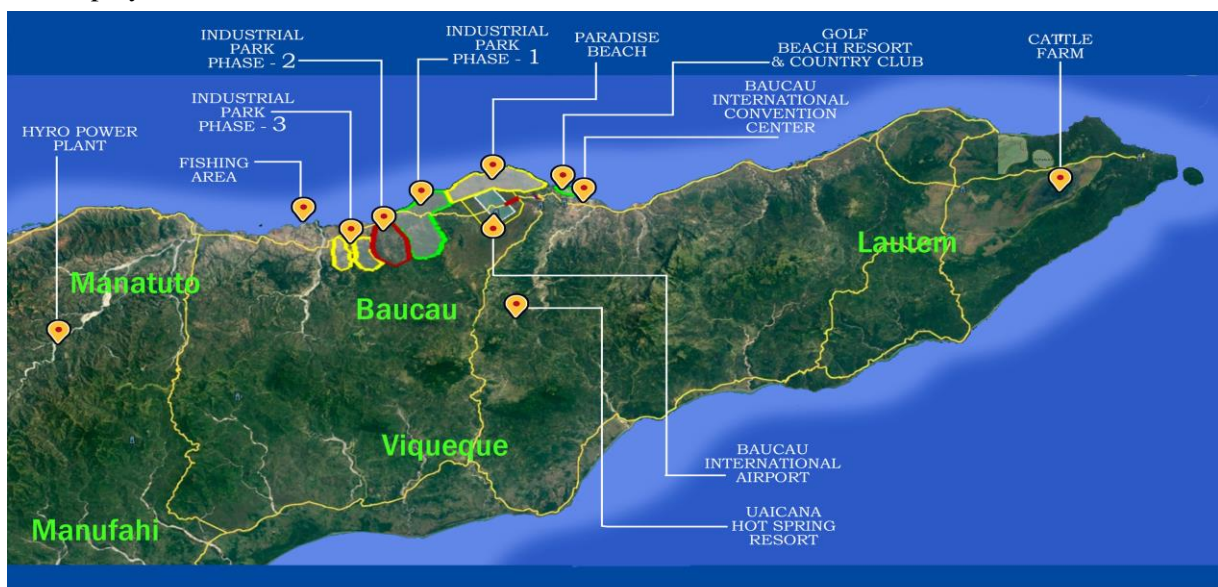 INDUSTRIAL
PARK
PHASE - 2
INDUSTRIAL
PARK
PHASE - 1
PARADISE
BEACH
GOLF
BEACH RESORT
& COUNTRY CLUB
CATTLE
FARM
INDUSTRIAL
PARK
PHASE - 3
BAUCAU
INTERNATIONAL
CONVENTION
CENTER
HYRO POWER
PLANT
FISHING
AREA
Manatuto
Baucau
Lautem
Viqueque
Manufahi
BAUCAU
INTERNATIONAL
AIRPORT
UAICANA
HOT SPRING
RESORT